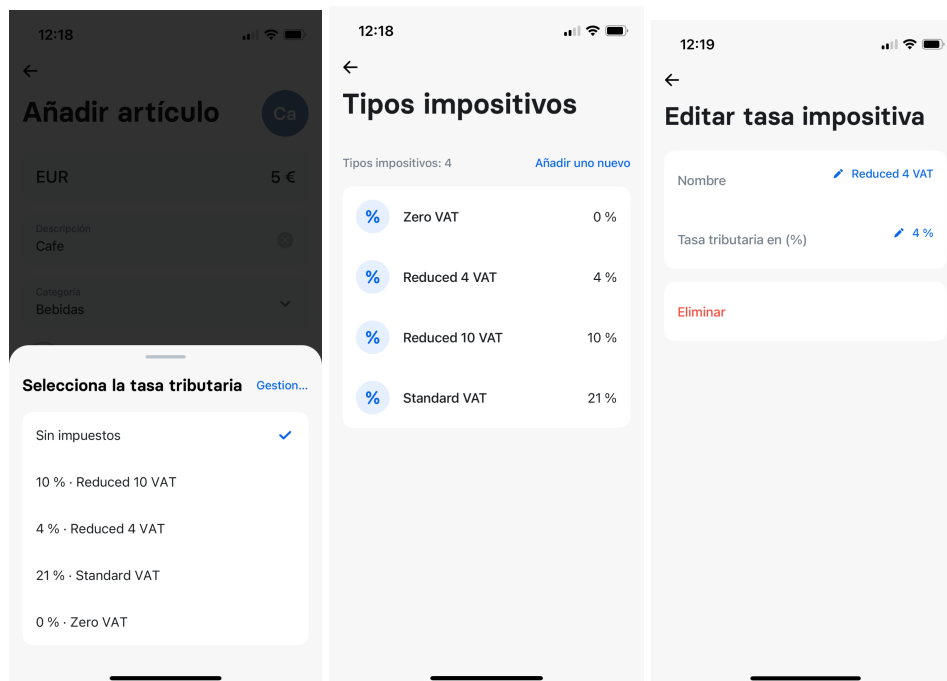 12:18
Añadir artículo
Ca
EUR 5 €
Descripción
Cafe
Categoría
Bebidas
Selecciona la tasa tributaria Gestion...
Sin impuestos
10 % · Reduced 10 VAT
4 % · Reduced 4 VAT
21 % · Standard VAT
0 % · Zero VAT
12:18
Tipos impositivos
Tipos impositivos: 4 Añadir uno nuevo
% Zero VAT 0 %
% Reduced 4 VAT 4 %
% Reduced 10 VAT 10 %
% Standard VAT 21 %
12:19
Editar tasa impositiva
Nombre Reduced 4 VAT
Tasa tributaria en (%) 4 %
Eliminar